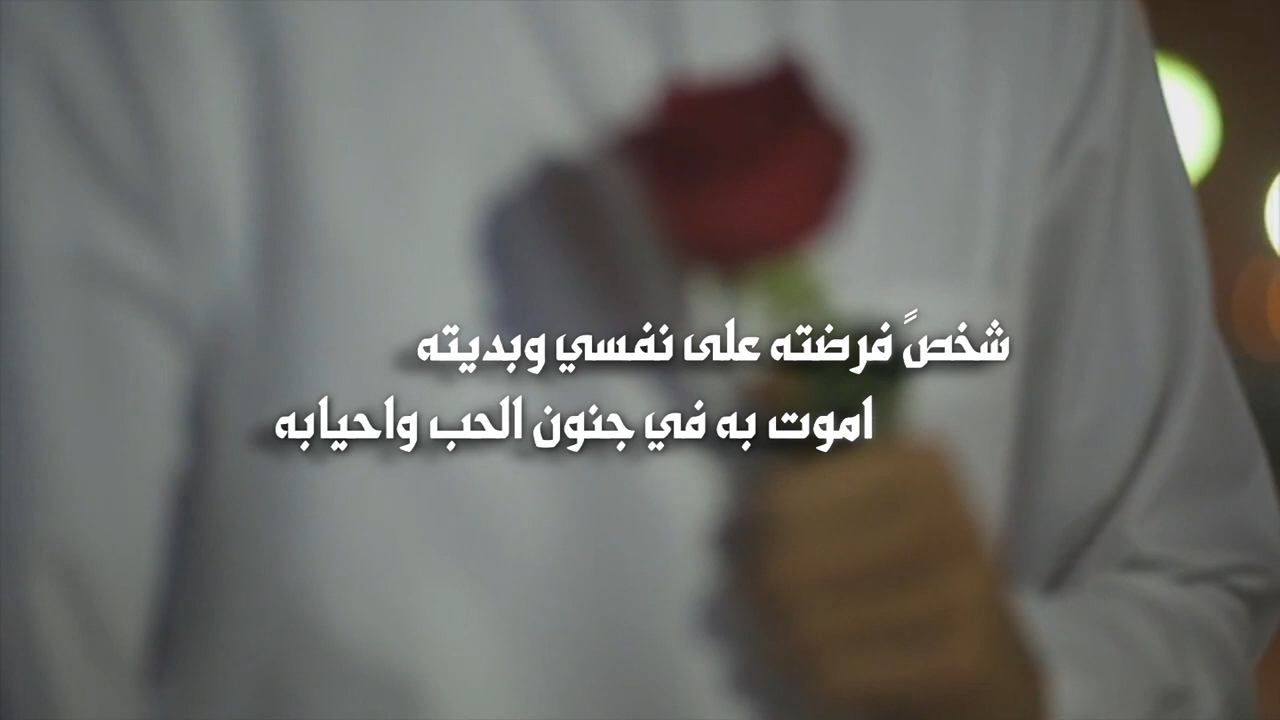 شخصً فرضته على نفسي وبديته
اموت به في جنون الحب واحيابه